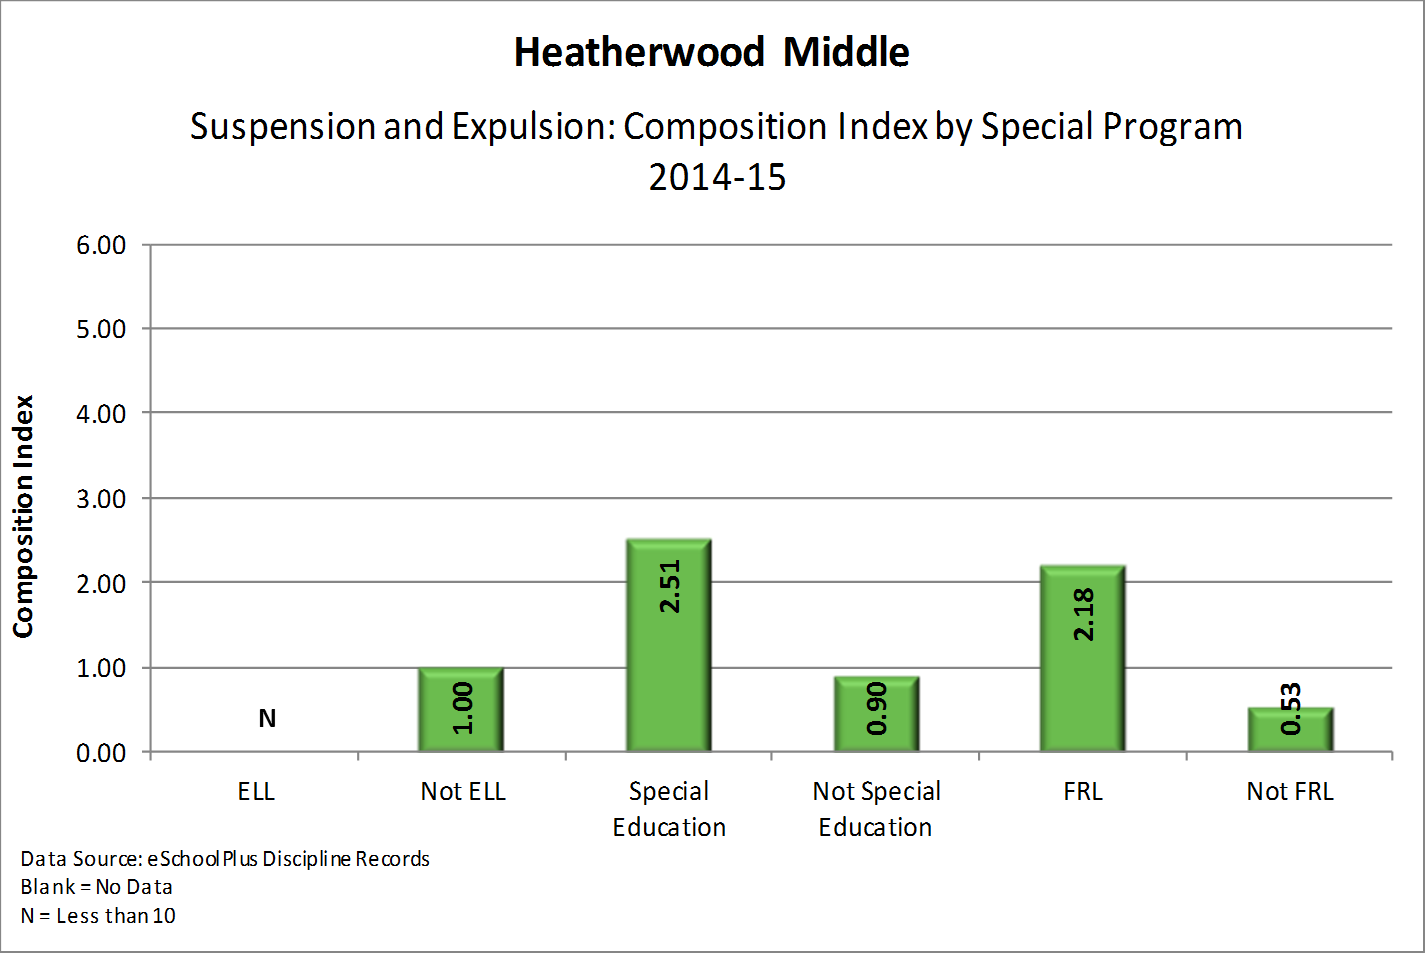 Heatherwood Middle
Suspension and Expulsion: Composition Index by Special Program
2014-15
Composition Index
6.00
5.00
4.00
3.00
2.00
1.00
0.00
N
1.00
2.51
0.90
2.18
0.53
ELL
Not ELL
Special
Education
Not Special
Education
FRL
Not FRL
Data Source: eSchoolPlus Discipline Records
Blank = No Data
N = Less than 10